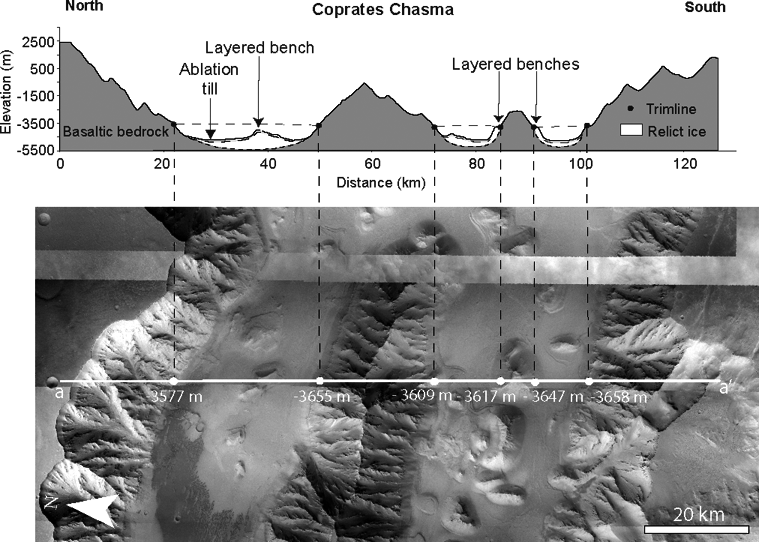 North
Coprates Chasma
South
Elevation (m)
2500
500
-1500
-3500
-5500
Layered bench
Ablation
till
Layered benches
Basaltic bedrock
Trimline
Relict ice
0
20
40
60
80
100
120
Distance (km)
a
a'
3577 m
-3655 m
- 3609 m
-3617 m
- 3647 m
-3658 m
N
20 km